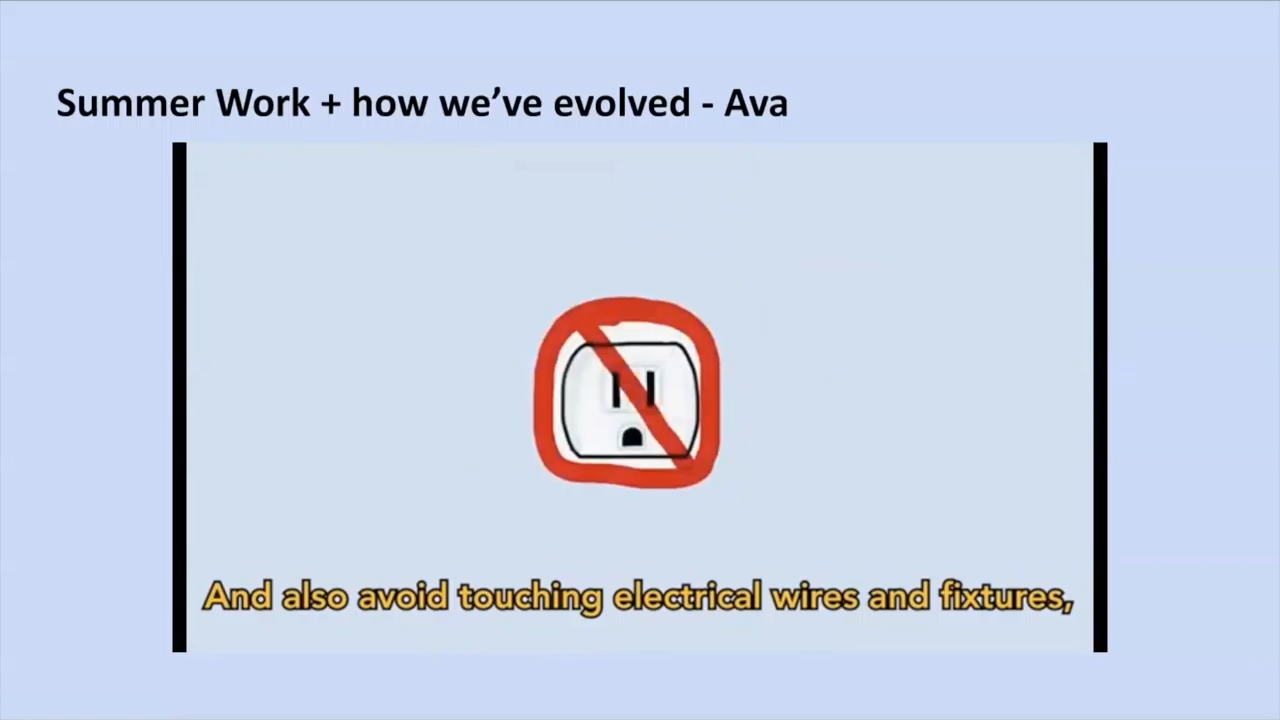 Summer Work + how we’ve evolved - Ava
And also avoid touching electrical wires and fixtures,